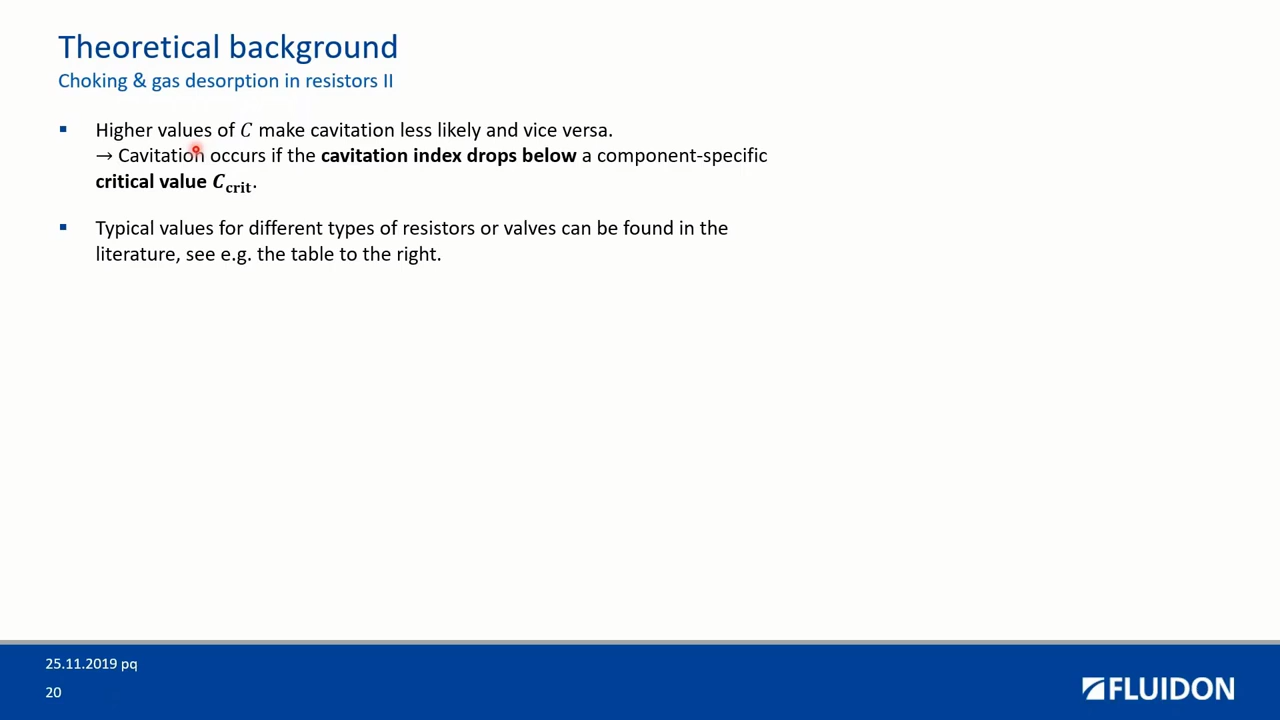 Theoretical background
Choking & gas desorption in resistors II
▪ Higher values of C make cavitation less likely and vice versa.
→ Cavitation occurs if the cavitation index drops below a component-specific
critical value C_crit.
▪ Typical values for different types of resistors or valves can be found in the
literature, see e.g. the table to the right.
25.11.2019 pq
20
FLUIDON